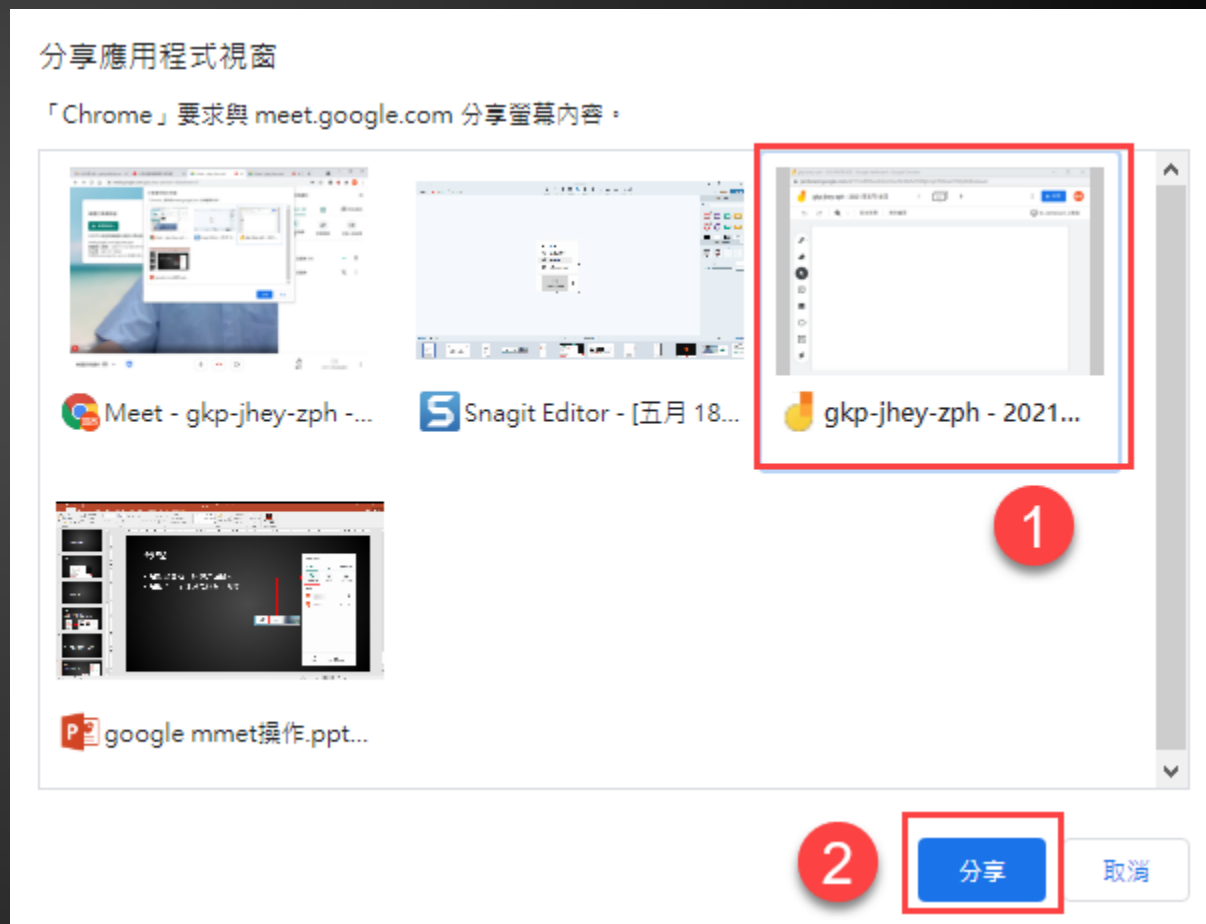 分享應用程式視窗
「Chrome」要求與 meet.google.com 分享螢幕內容。
Meet - gkp-jhey-zph -...
Snagit Editor - [五月 18...
gkp-jhey-zph - 2021...
1
google mmet操作.ppt...
2
分享
取消